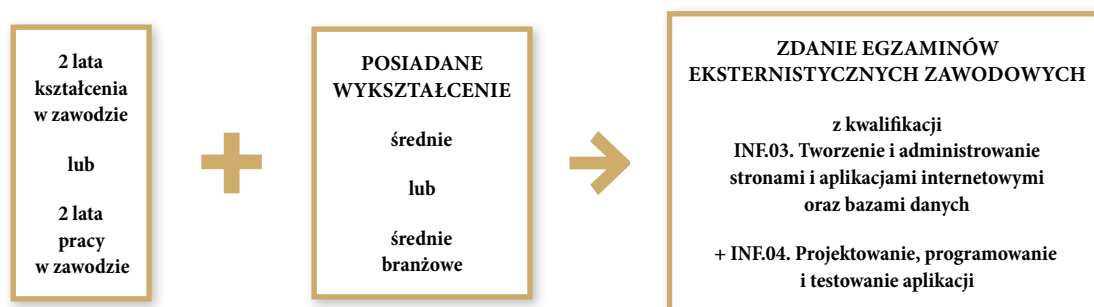 2 lata
kształcenia
w zawodzie
lub
2 lata
pracy
w zawodzie
POSIADANE
WYKSZTAŁCENIE
średnie
lub
średnie
branżowe
ZDANIE EGZAMINÓW
EKSTERNISTYCZNYCH ZAWODOWYCH
z kwalifikacji
INF.03. Tworzenie i administrowanie
stronami i aplikacjami internetowymi
oraz bazami danych
+ INF.04. Projektowanie, programowanie
i testowanie aplikacji